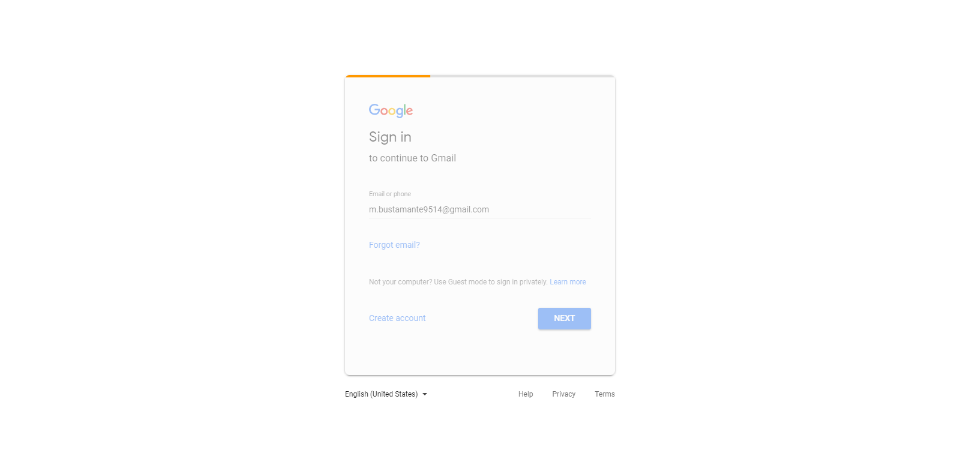 Google
Sign in
to continue to Gmail
Email or phone
m.bustamante9514@gmail.com
Forgot email?
Not your computer? Use Guest mode to sign in privately. Learn more
Create account
NEXT
English (United States)
Help Privacy Terms